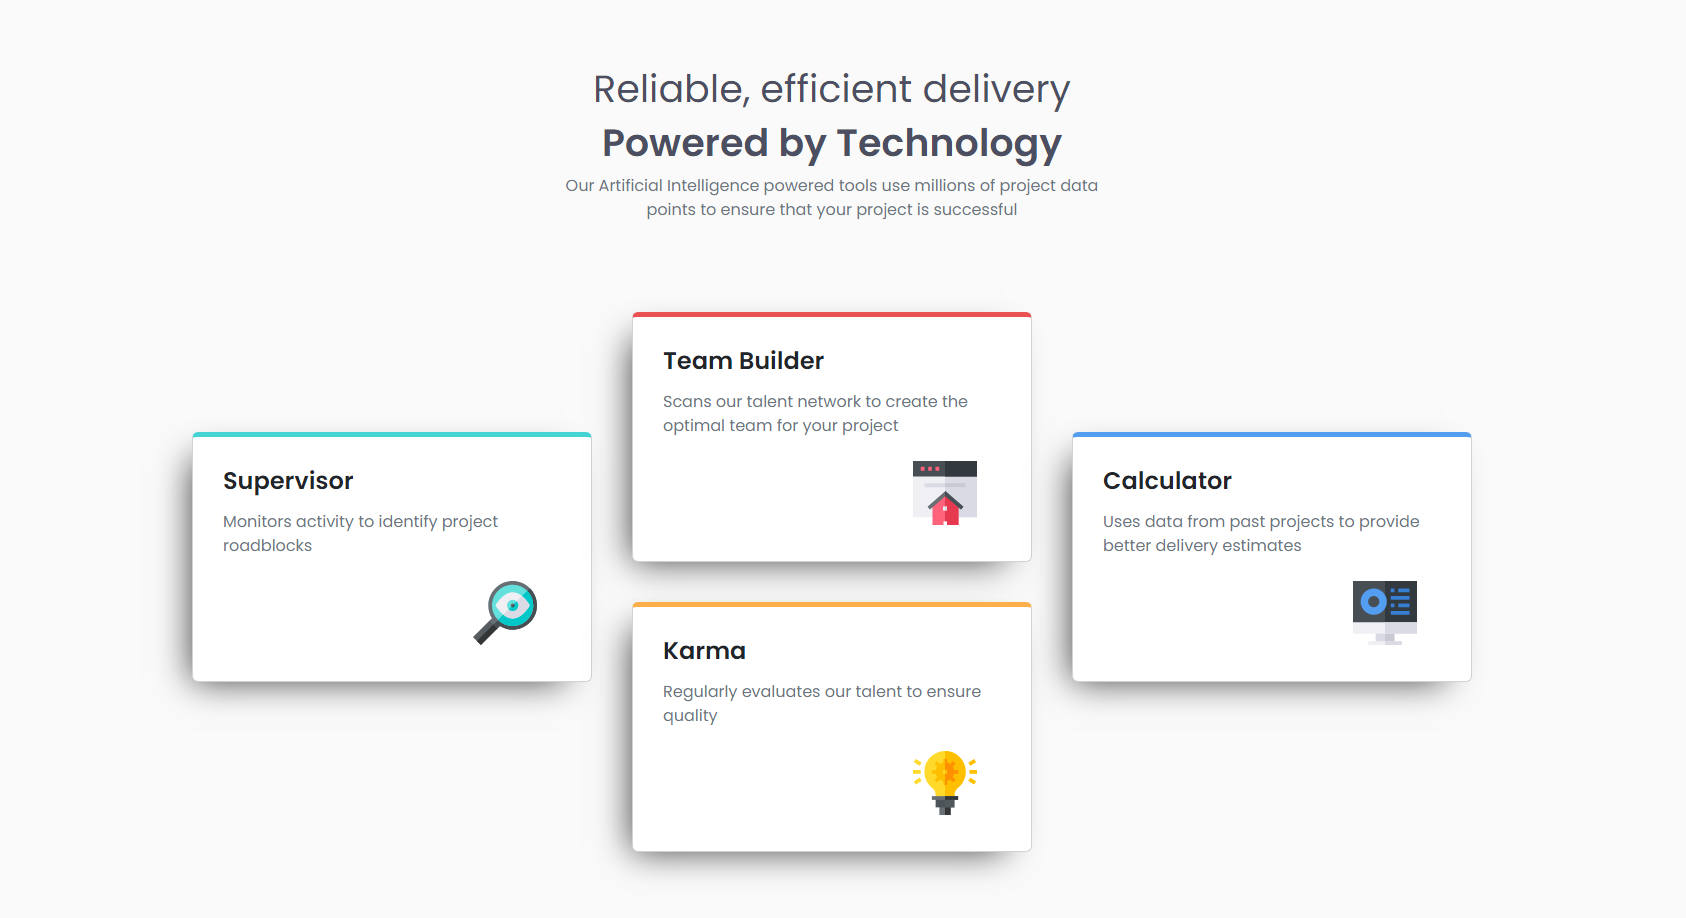 Reliable, efficient delivery
Powered by Technology
Our Artificial Intelligence powered tools use millions of project data
points to ensure that your project is successful
Team Builder
Scans our talent network to create the
optimal team for your project
Supervisor
Monitors activity to identify project
roadblocks
Calculator
Uses data from past projects to provide
better delivery estimates
Karma
Regularly evaluates our talent to ensure
quality